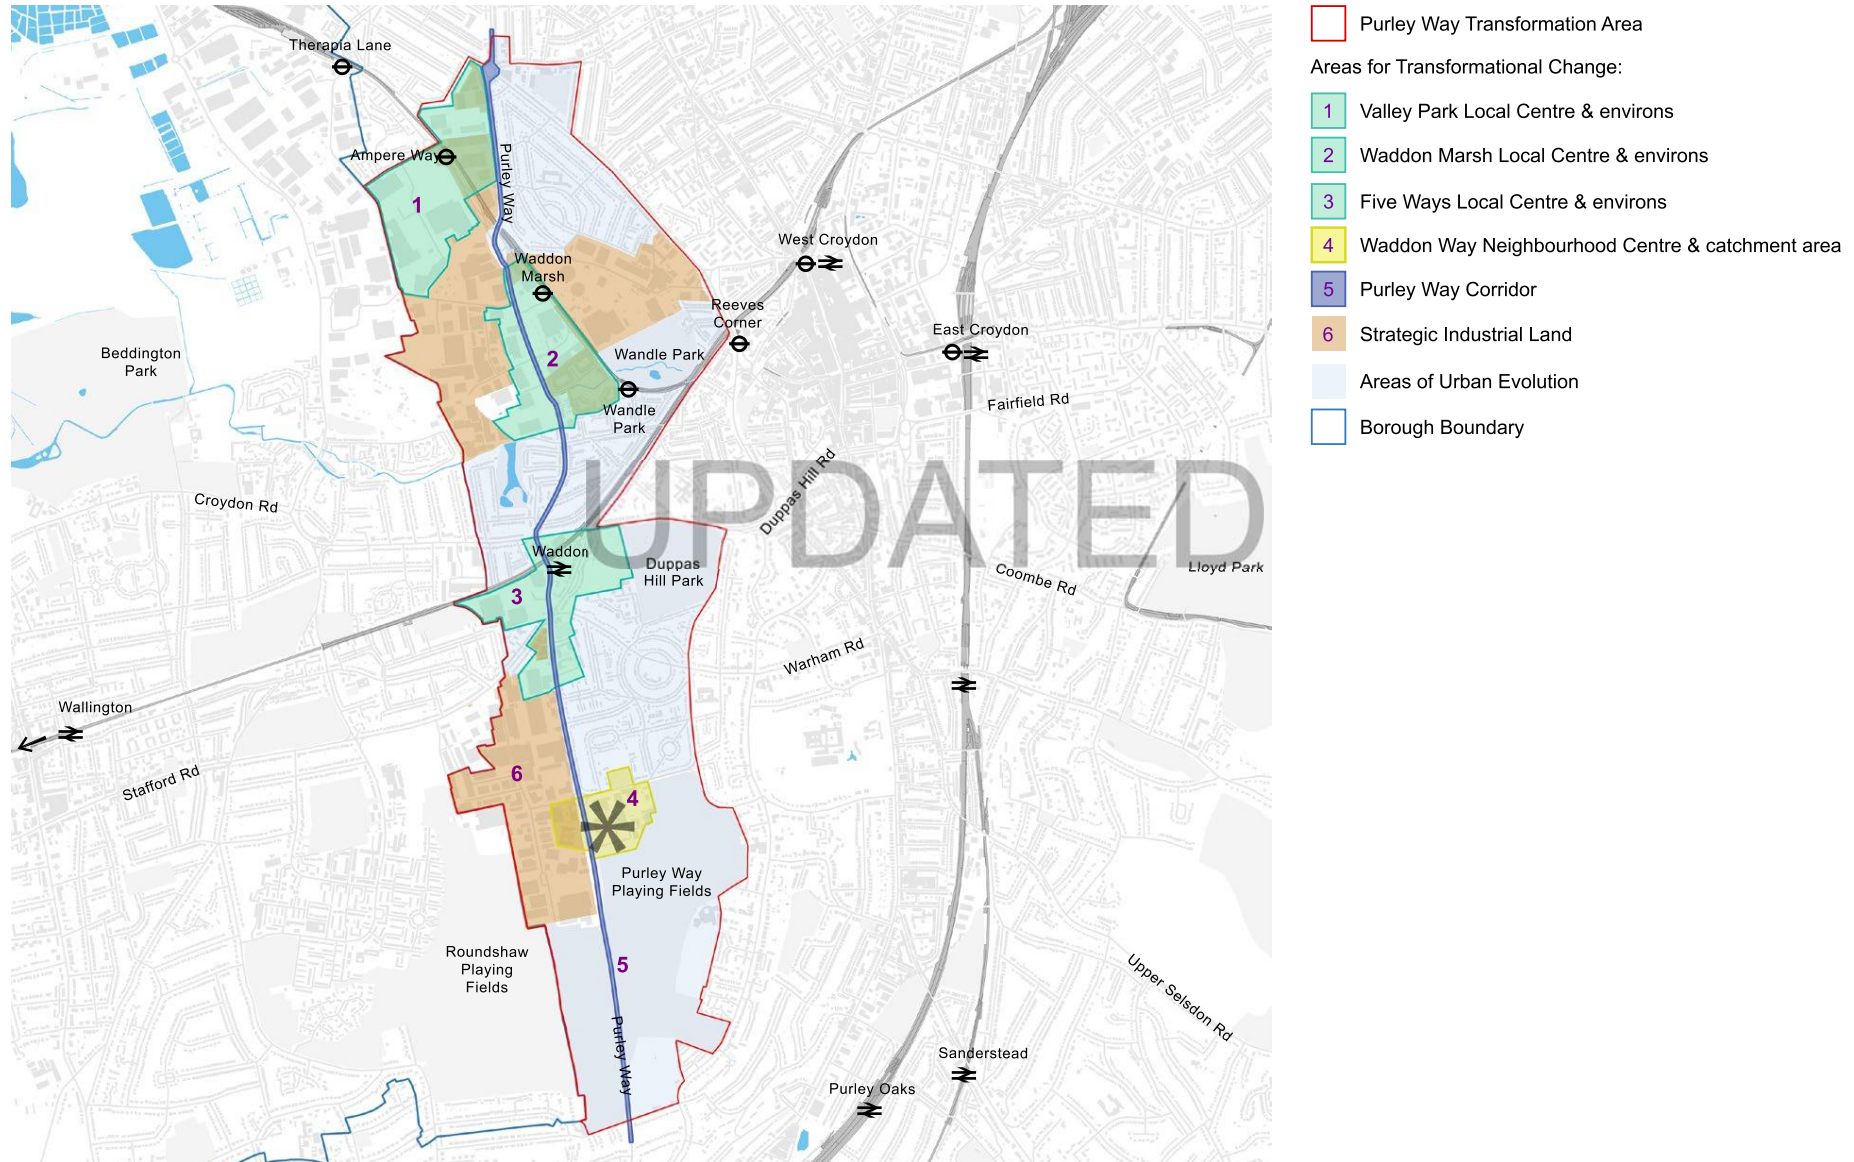 Therapia Lane
Ampere Way
1
Purley Way
Waddon
Marsh
2
West Croydon
Reeves
Corner
East Croydon
Wandle Park
Wandle
Park
Fairfield Rd
Beddington
Park
Croydon Rd
Duppas Hill Rd
UPDATED
Waddon
3
Duppas
Hill Park
Coombe Rd
Lloyd Park
Warham Rd
Wallington
Stafford Rd
6
4
Purley Way
Playing Fields
Roundshaw
Playing
Fields
5
Purley Way
Upper Selsdon Rd
Sanderstead
Purley Oaks
Purley Way Transformation Area
Areas for Transformational Change:
1 Valley Park Local Centre & environs
2 Waddon Marsh Local Centre & environs
3 Five Ways Local Centre & environs
4 Waddon Way Neighbourhood Centre & catchment area
5 Purley Way Corridor
6 Strategic Industrial Land
Areas of Urban Evolution
Borough Boundary